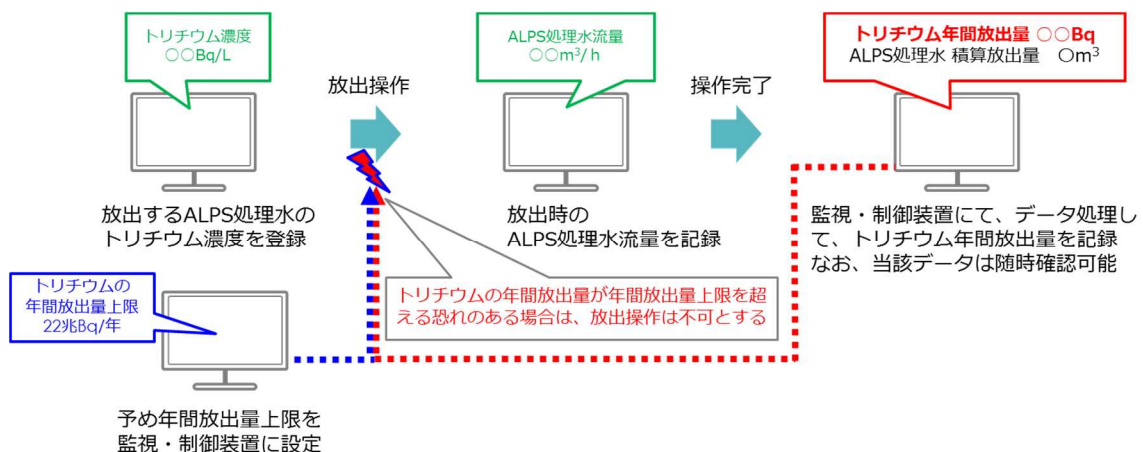 トリチウム濃度
○○Bq/L
放出操作
ALPS処理水流量
○○m³/h
操作完了
トリチウム年間放出量 ○○Bq
ALPS処理水 積算放出量 ○m³
放出するALPS処理水の
トリチウム濃度を登録
放出時の
ALPS処理水流量を記録
監視・制御装置にて、データ処理し
て、トリチウム年間放出量を記録
なお、当該データは随時確認可能
トリチウムの
年間放出量上限
22兆Bq/年
トリチウムの年間放出量が年間放出量上限を超
える恐れのある場合は、放出操作は不可とする
予め年間放出量上限を
監視・制御装置に設定